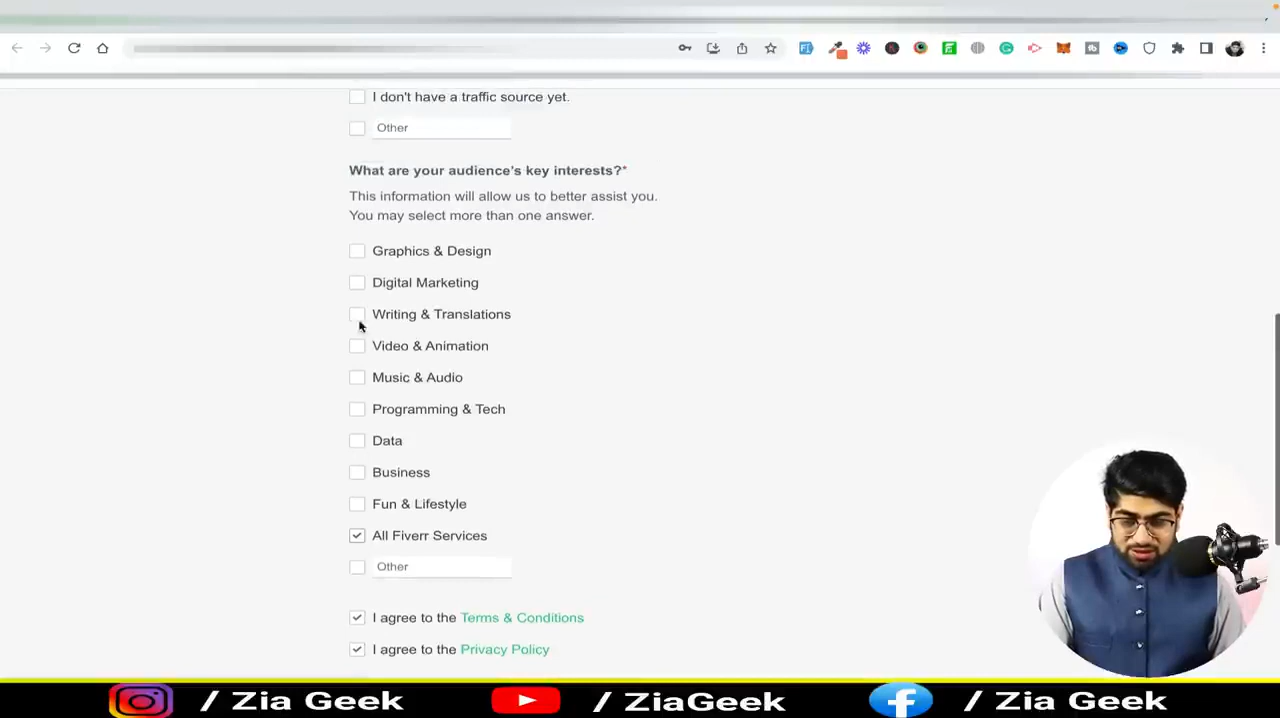 I don't have a traffic source yet.
Other
What are your audience's key interests?*
This information will allow us to better assist you.
You may select more than one answer.
Graphics & Design
Digital Marketing
Writing & Translations
Video & Animation
Music & Audio
Programming & Tech
Data
Business
Fun & Lifestyle
All Fiverr Services
Other
I agree to the Terms & Conditions
I agree to the Privacy Policy
/ Zia Geek / ZiaGeek / Zia Geek